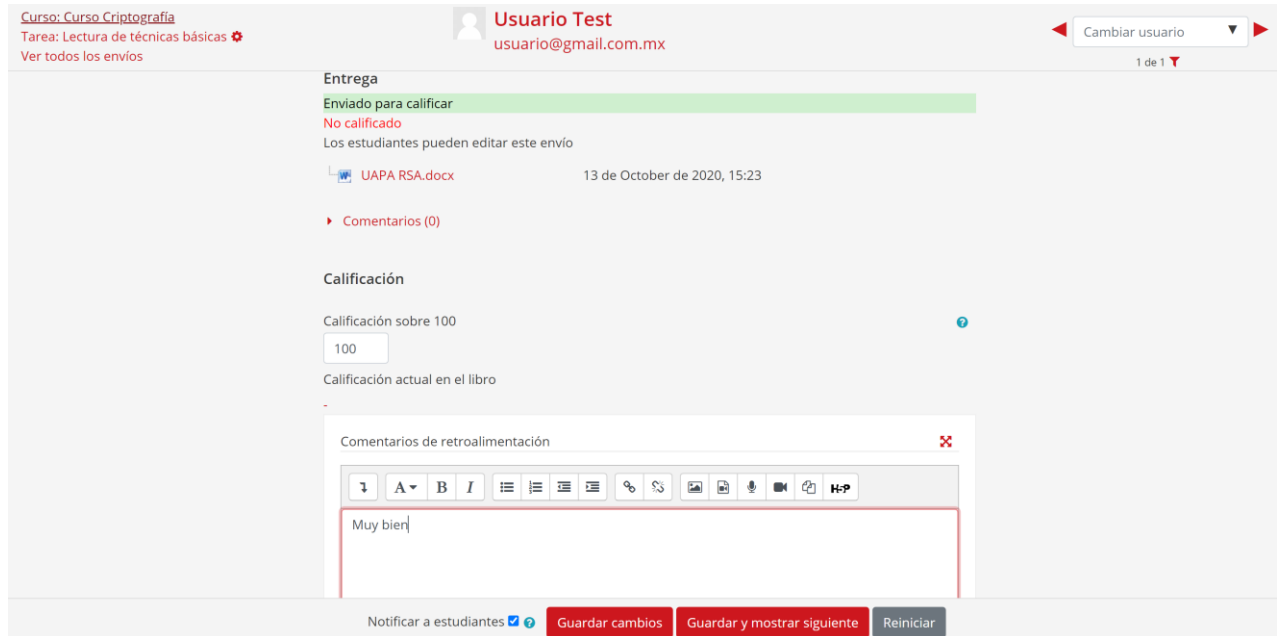 Curso: Curso Criptografía
Tarea: Lectura de técnicas básicas
Ver todos los envíos
Usuario Test
usuario@gmail.com.mx
Cambiar usuario
1 de 1
Entrega
Enviado para calificar
No calificado
Los estudiantes pueden editar este envío
UAPA RSA.docx 13 de October de 2020, 15:23
Comentarios (0)
Calificación
Calificación sobre 100
100
Calificación actual en el libro
-
Comentarios de retroalimentación
A B I H-P
Muy bien
Notificar a estudiantes Guardar cambios Guardar y mostrar siguiente Reiniciar